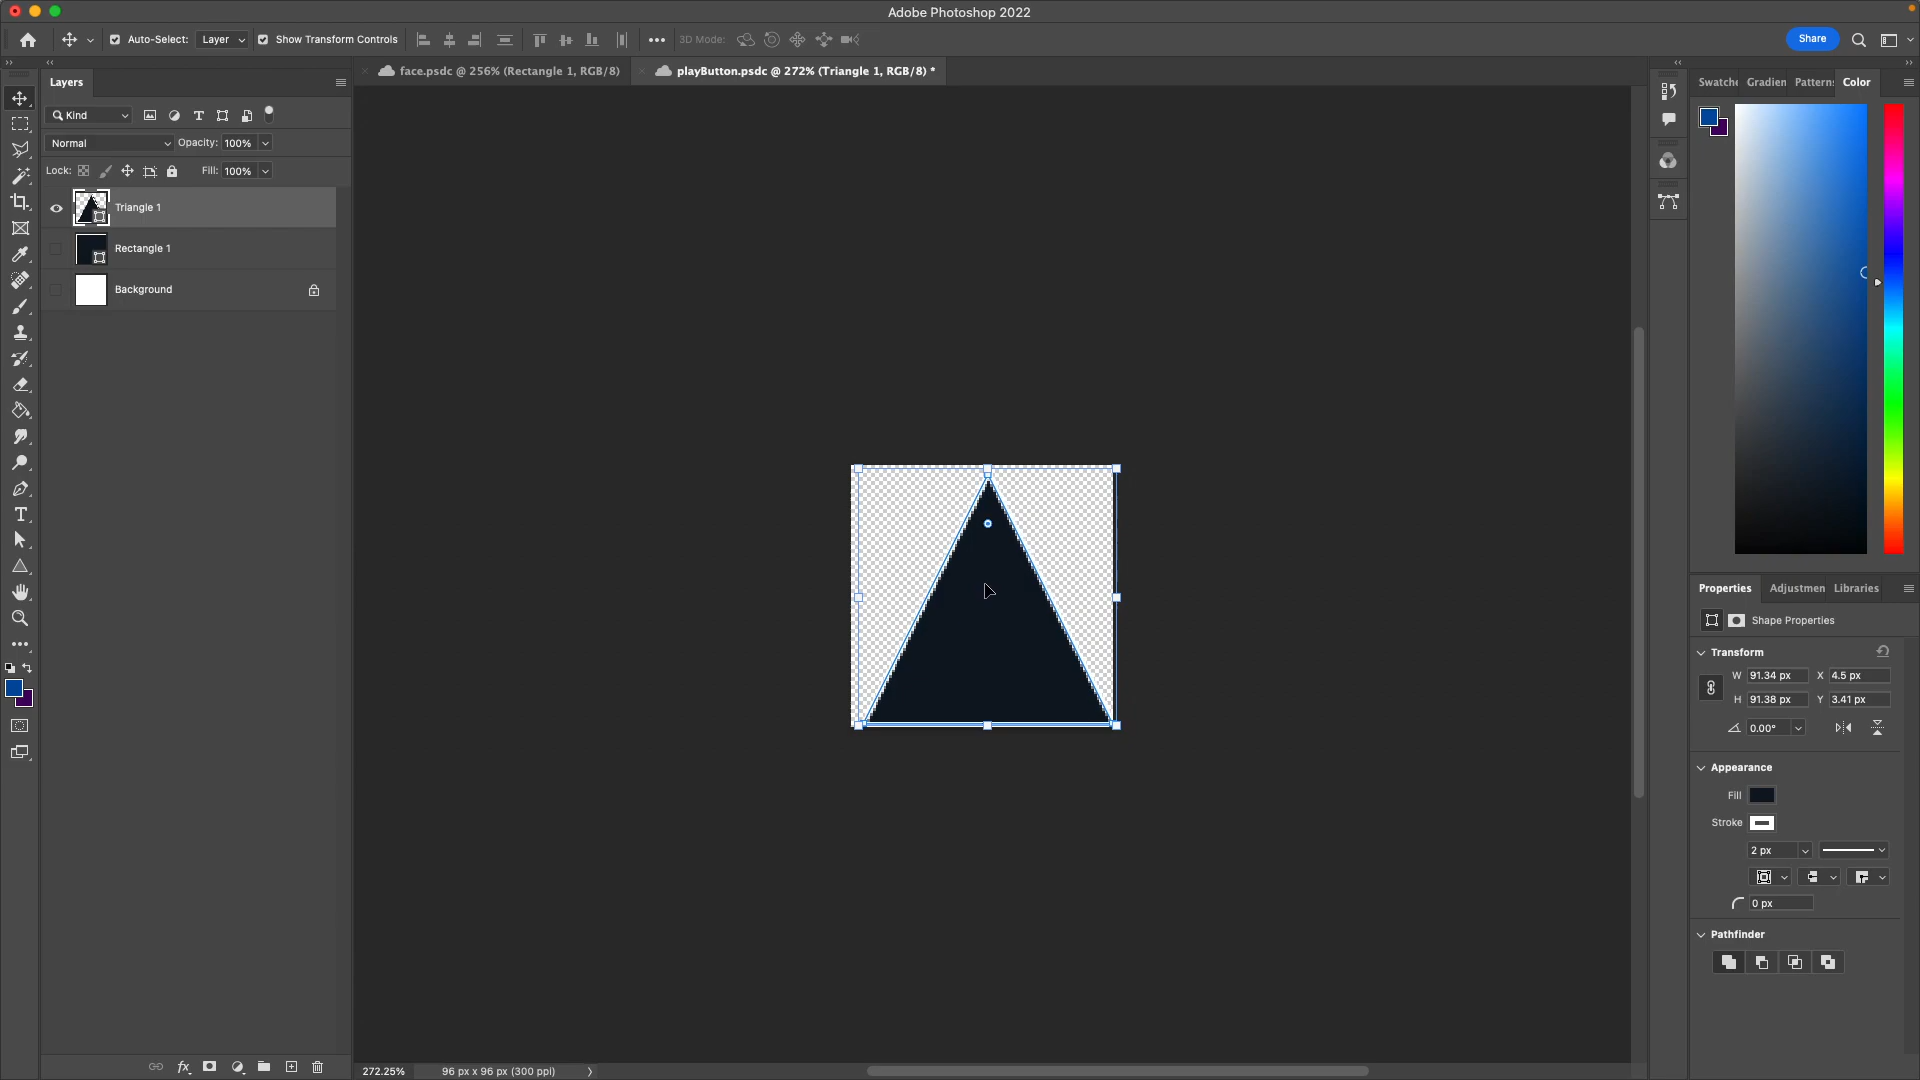 Adobe Photoshop 2022
Auto-Select: Layer Show Transform Controls 3D Mode: Share
face.psdc @ 256% (Rectangle 1, RGB/8) playButton.psdc @ 272% (Triangle 1, RGB/8) *
Layers
Kind
Normal Opacity: 100%
Lock: Fill: 100%
Triangle 1
Rectangle 1
Background
Swatche Gradien Pattern Color
Properties Adjustmen Libraries
Shape Properties
Transform
W 91.34 px X 4.5 px
H 91.38 px Y 3.41 px
0.00°
Appearance
Fill
Stroke
2 px
0 px
Pathfinder
272.25% 96 px x 96 px (300 ppi)